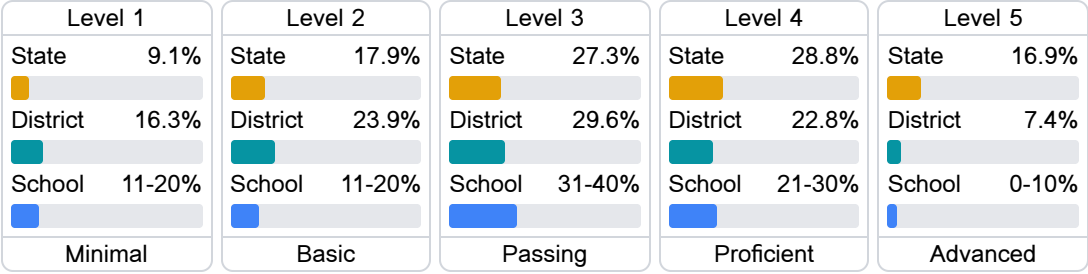 Level 1
State 9.1%
District 16.3%
School 11-20%
Minimal
Level 2
State 17.9%
District 23.9%
School 11-20%
Basic
Level 3
State 27.3%
District 29.6%
School 31-40%
Passing
Level 4
State 28.8%
District 22.8%
School 21-30%
Proficient
Level 5
State 16.9%
District 7.4%
School 0-10%
Advanced